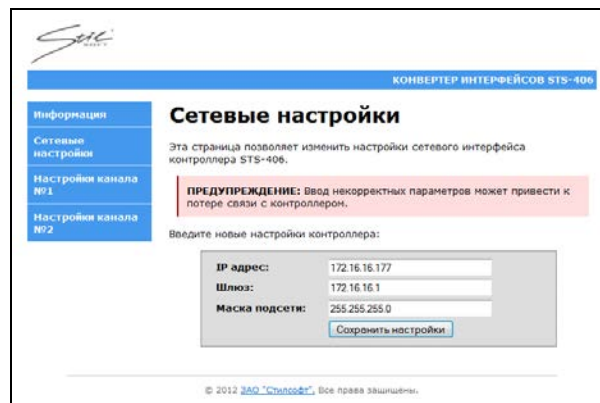 Stil
КОНВЕРТЕР ИНТЕРФЕЙСОВ STS-406
Информация
Сетевые
настройки
Настройки канала
№1
Настройки канала
№2
Сетевые настройки
Эта страница позволяет изменить настройки сетевого интерфейса
контроллера STS-406.
ПРЕДУПРЕЖДЕНИЕ: Ввод некорректных параметров может привести к
потере связи с контроллером.
Введите новые настройки контроллера:
IP адрес: 172.16.16.177
Шлюз: 172.16.16.1
Маска подсети: 255.255.255.0
Сохранить настройки
© 2012 ЗАО "Стилсофт". Все права защищены.